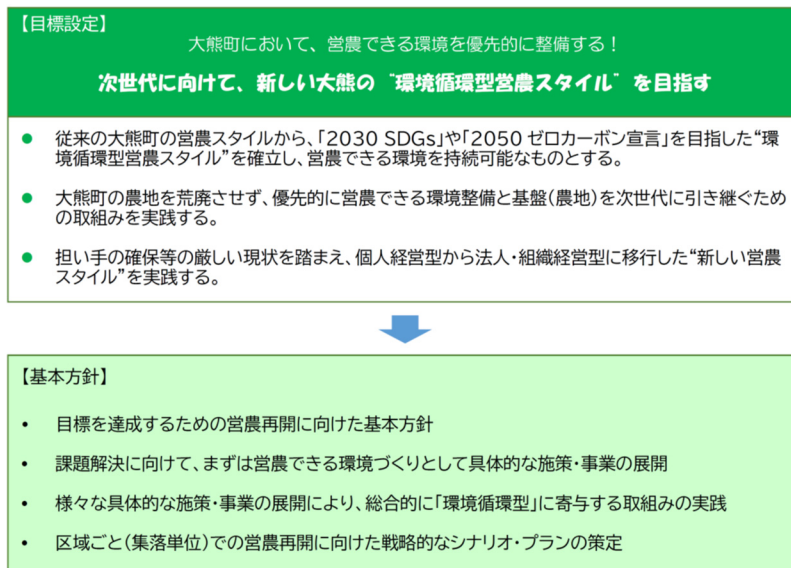 【目標設定】
大熊町において、営農できる環境を優先的に整備する！
次世代に向けて、新しい大熊の“環境循環型営農スタイル”を目指す
● 従来の大熊町の営農スタイルから、「2030 SDGs」や「2050 ゼロカーボン宣言」を目指した“環
境循環型営農スタイル”を確立し、営農できる環境を持続可能なものとする。
● 大熊町の農地を荒廃させず、優先的に営農できる環境整備と基盤(農地)を次世代に引き継ぐため
の取組みを実践する。
● 担い手の確保等の厳しい現状を踏まえ、個人経営型から法人・組織経営型に移行した“新しい営農
スタイル”を実践する。
【基本方針】
• 目標を達成するための営農再開に向けた基本方針
• 課題解決に向けて、まずは営農できる環境づくりとして具体的な施策・事業の展開
• 様々な具体的な施策・事業の展開により、総合的に「環境循環型」に寄与する取組みの実践
• 区域ごと(集落単位)での営農再開に向けた戦略的なシナリオ・プランの策定